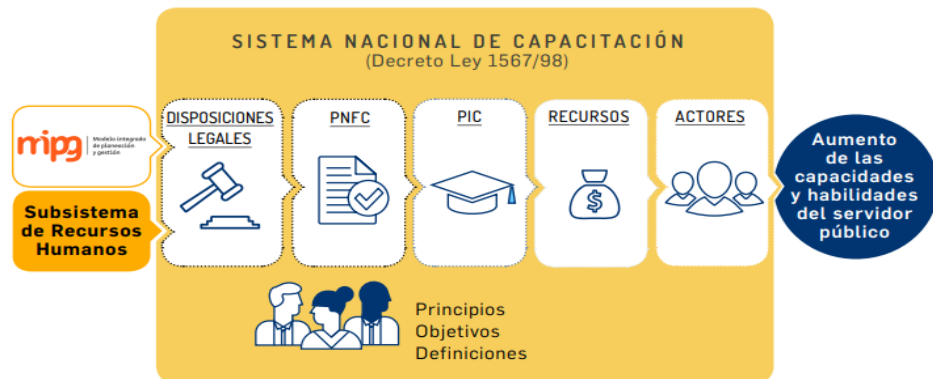 SISTEMA NACIONAL DE CAPACITACIÓN
(Decreto Ley 1567/98)
mipg
Modelo integrado
de planeación
y gestión
Subsistema
de Recursos
Humanos
DISPOSICIONES
LEGALES
PNFC
PIC
RECURSOS
$
ACTORES
Aumento
de las
capacidades
y habilidades
del servidor
público
Principios
Objetivos
Definiciones